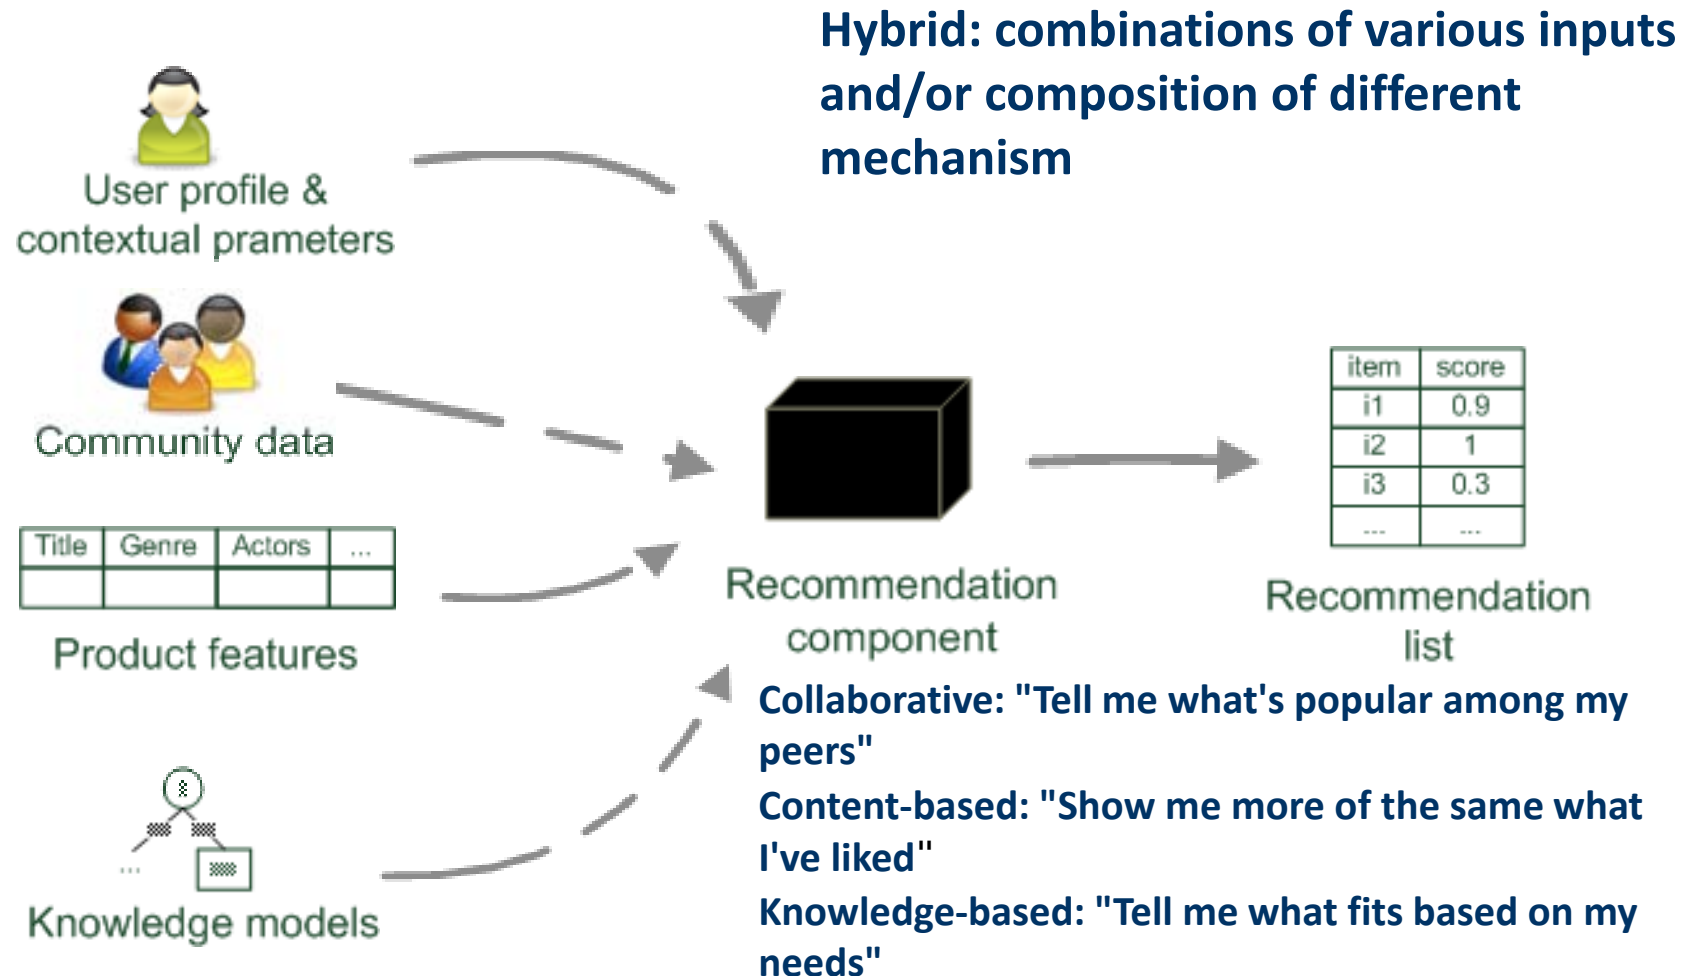 Hybrid: combinations of various inputs
and/or composition of different
mechanism
User profile &
contextual prameters
Community data
Title Genre Actors ...
Product features
...
Knowledge models
Recommendation
component
item score
i1 0.9
i2 1
i3 0.3
... ...
Recommendation
list
Collaborative: "Tell me what's popular among my
peers"
Content-based: "Show me more of the same what
I've liked"
Knowledge-based: "Tell me what fits based on my
needs"